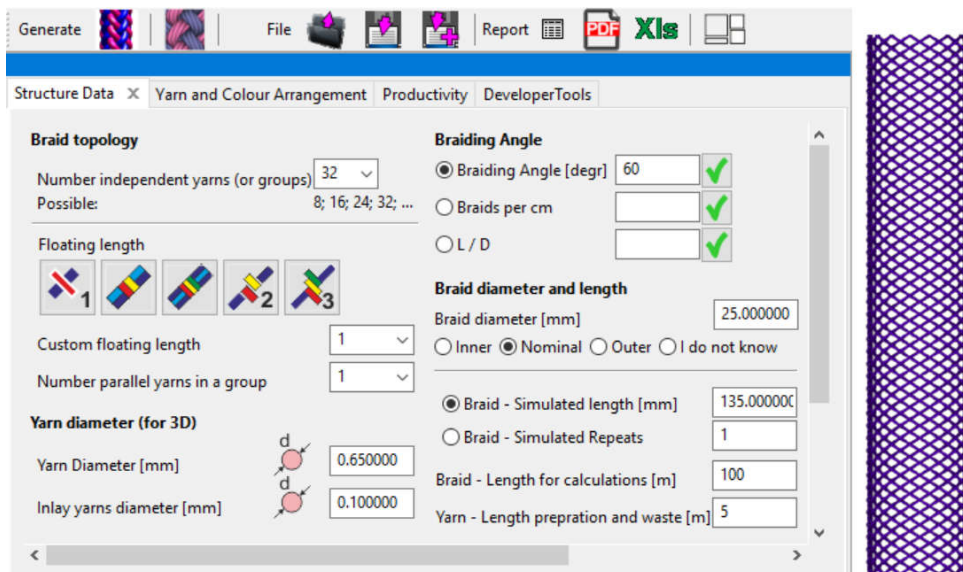 Generate File Report PDF Xls
Structure Data X Yarn and Colour Arrangement Productivity DeveloperTools
Braid topology
Number independent yarns (or groups) 32
Possible: 8; 16; 24; 32; ...
Floating length
1 2 3
Custom floating length 1
Number parallel yarns in a group 1
Yarn diameter (for 3D)
d
Yarn Diameter [mm] 0.650000
d
Inlay yarns diameter [mm] 0.100000
Braiding Angle
Braiding Angle [degr] 60
Braids per cm
L / D
Braid diameter and length
Braid diameter [mm] 25.000000
Inner Nominal Outer I do not know
Braid - Simulated length [mm] 135.000000
Braid - Simulated Repeats 1
Braid - Length for calculations [m] 100
Yarn - Length prepration and waste [m] 5